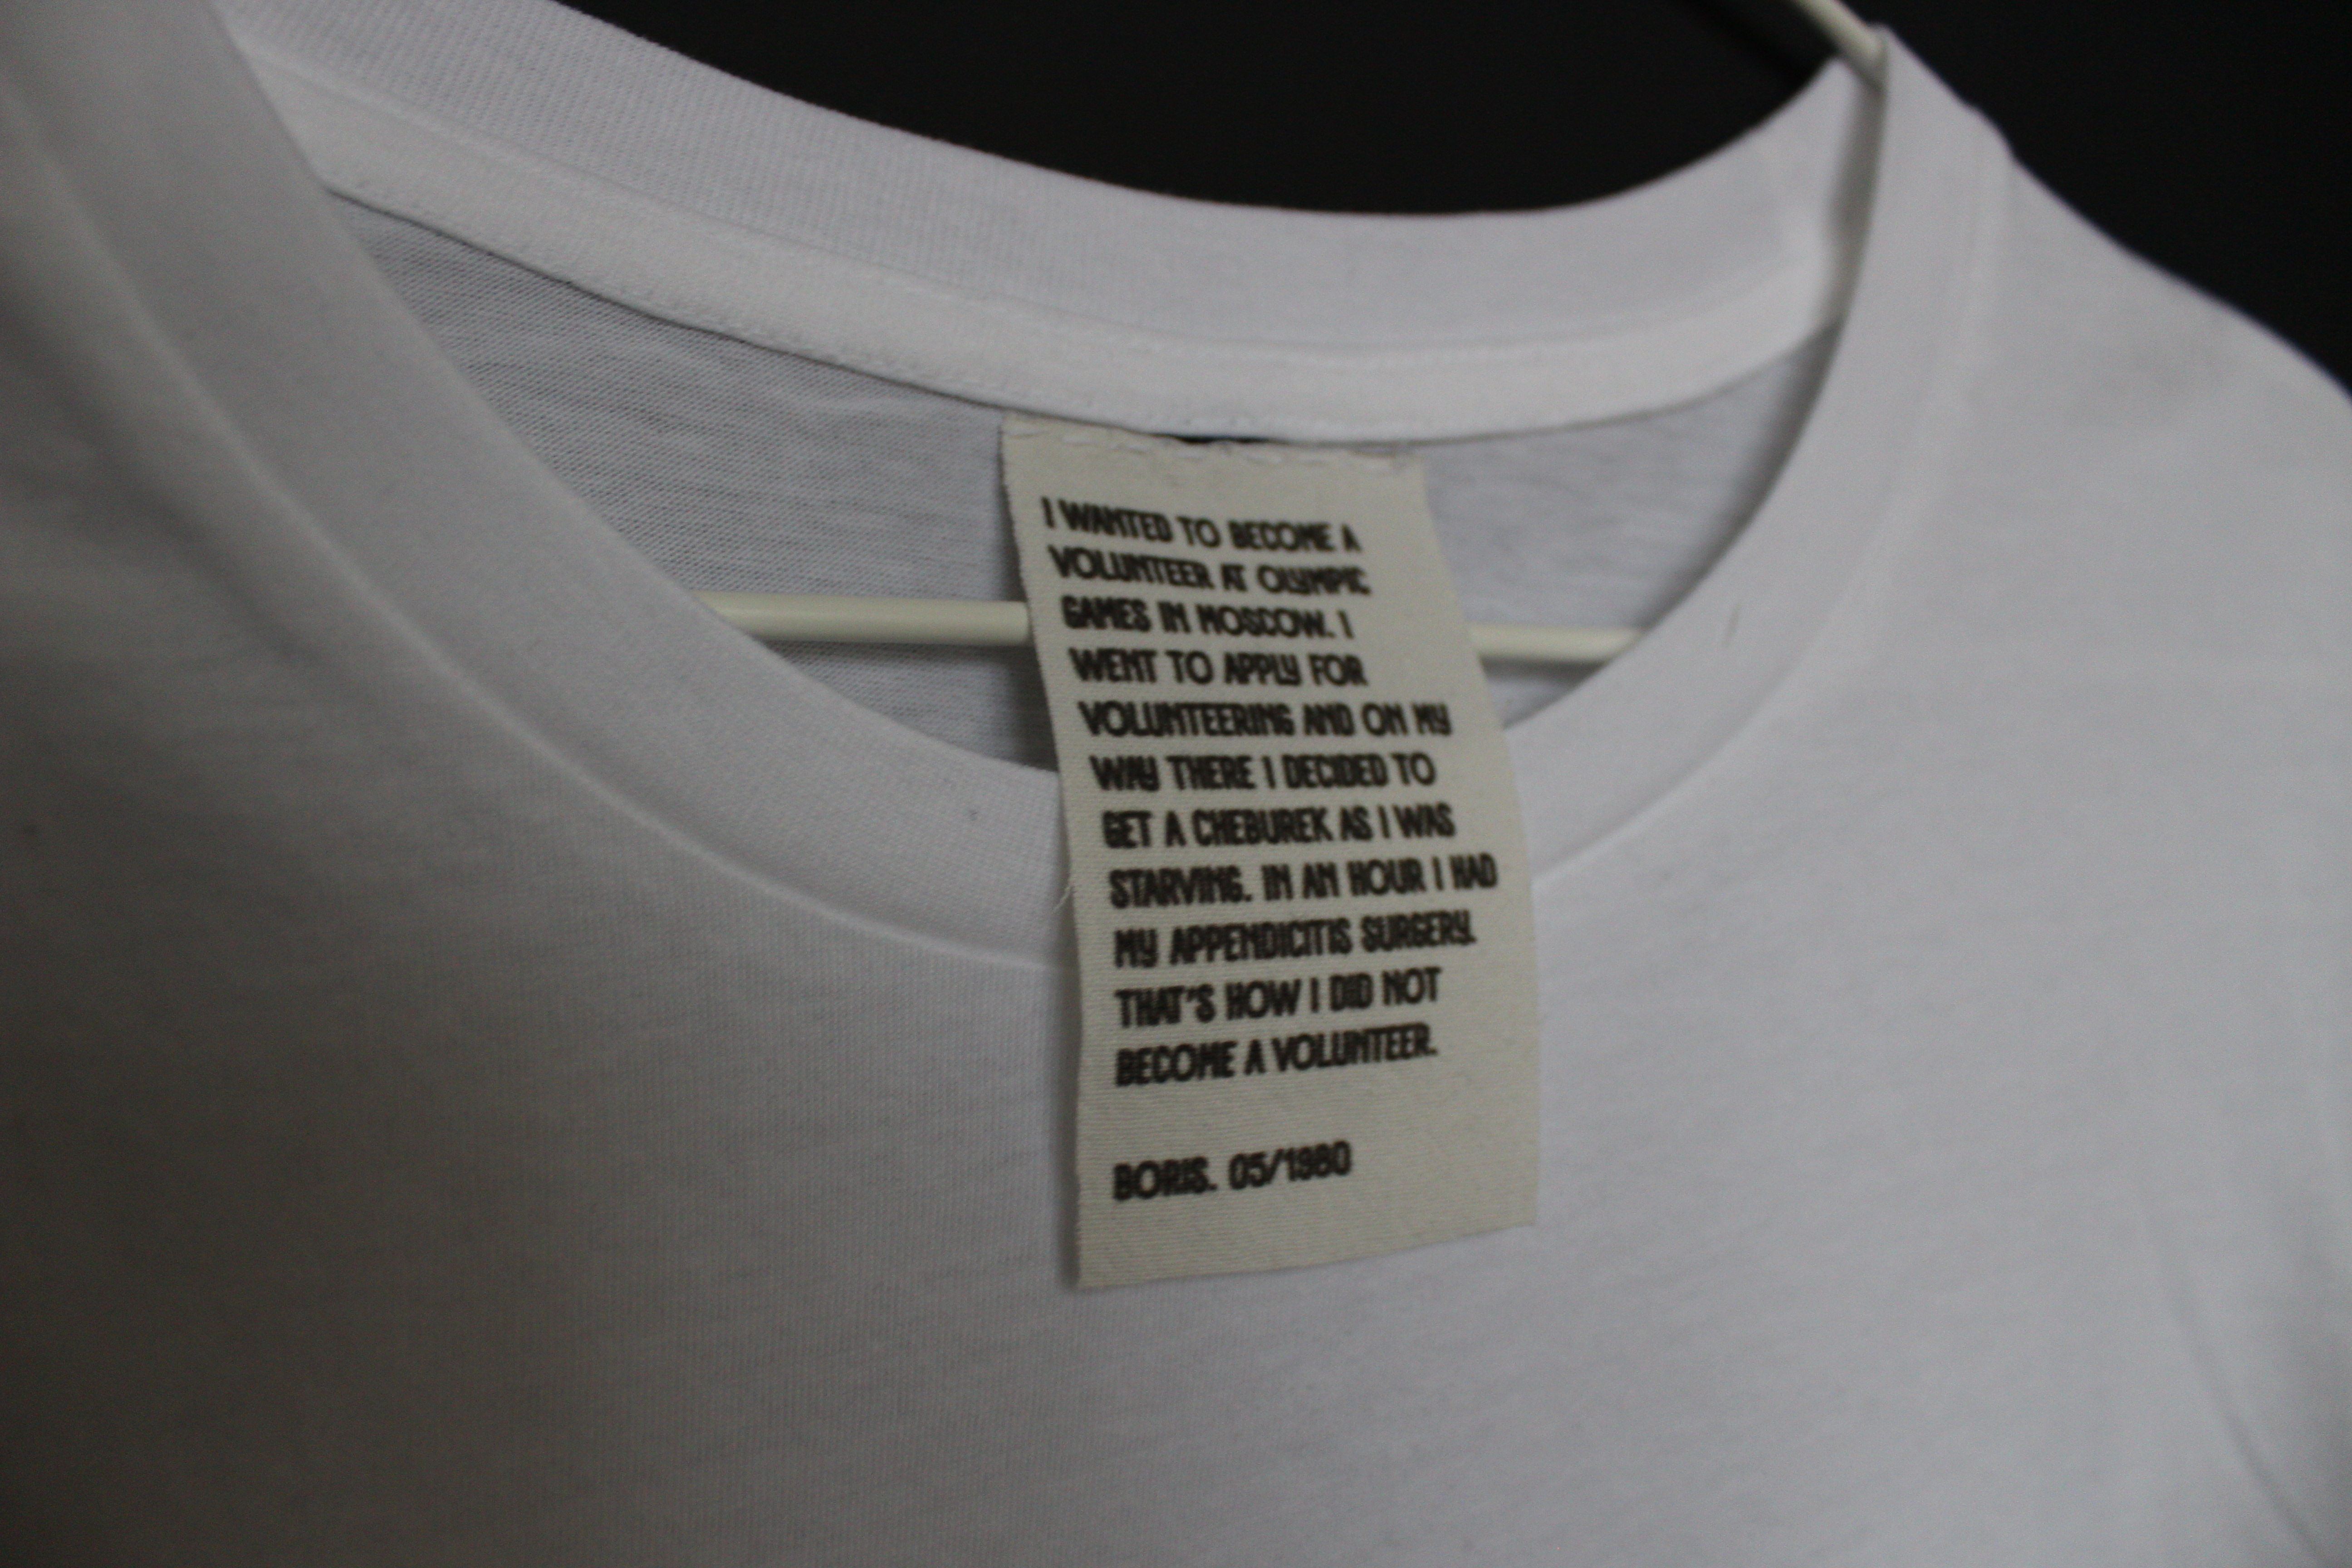 I WANTED TO BECOME A
VOLUNTEER AT OLYMPIC
GAMES IN MOSCOW. I
WENT TO APPLY FOR
VOLUNTEERING AND ON MY
WAY THERE I DECIDED TO
GET A CHEBUREK AS I WAS
STARVING. IN AN HOUR I HAD
MY APPENDICITIS SURGERY.
THAT'S HOW I DID NOT
BECOME A VOLUNTEER.
BORIS. 05/1980